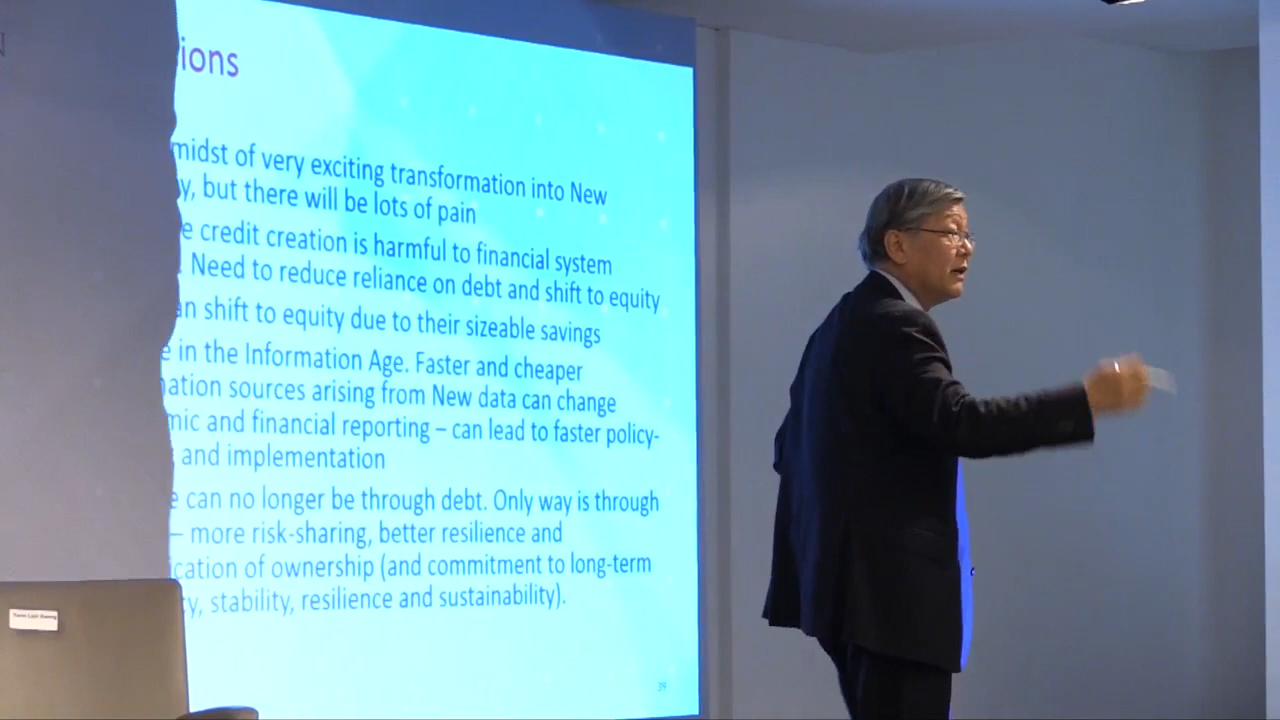 ions
midst of very exciting transformation into New
y, but there will be lots of pain
e credit creation is harmful to financial system
. Need to reduce reliance on debt and shift to equity
an shift to equity due to their sizeable savings
e in the Information Age. Faster and cheaper
ation sources arising from New data can change
mic and financial reporting – can lead to faster policy-
and implementation
e can no longer be through debt. Only way is through
– more risk-sharing, better resilience and
ication of ownership (and commitment to long-term
y, stability, resilience and sustainability).
39